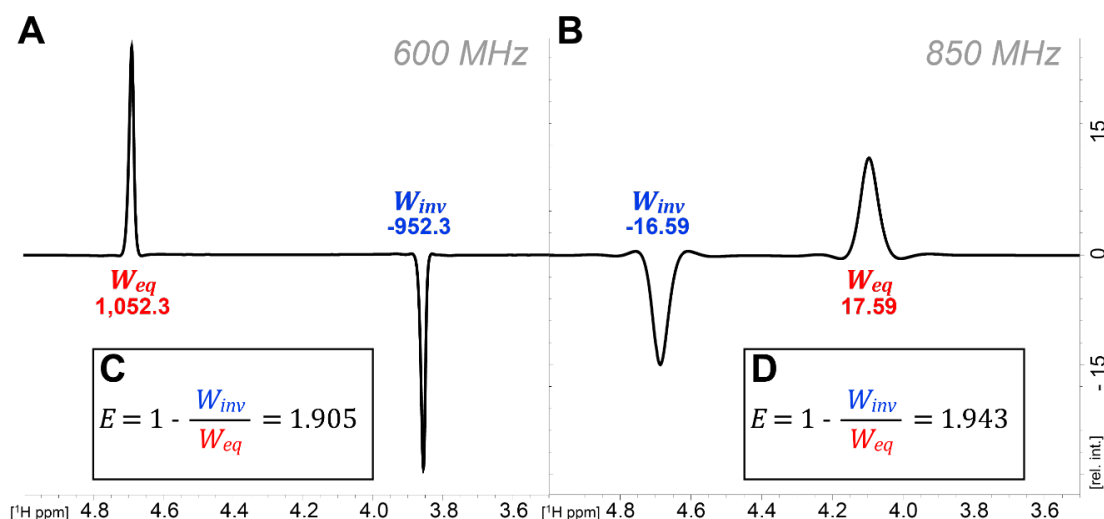 A
600 MHz
B
850 MHz
W_inv
-952.3
W_eq
1,052.3
W_inv
-16.59
W_eq
17.59
15
0
-15
[rel. int.]
C
E = 1 - W_inv / W_eq = 1.905
D
E = 1 - W_inv / W_eq = 1.943
[¹H ppm] 4.8 4.6 4.4 4.2 4.0 3.8 3.6 [¹H ppm] 4.8 4.6 4.4 4.2 4.0 3.6